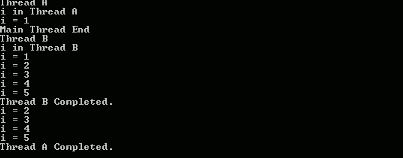 Thread A
i in Thread A
i = 1
Main Thread End
Thread B
i in Thread B
i = 1
i = 2
i = 3
i = 4
i = 5
Thread B Completed.
i = 2
i = 3
i = 4
i = 5
Thread A Completed.